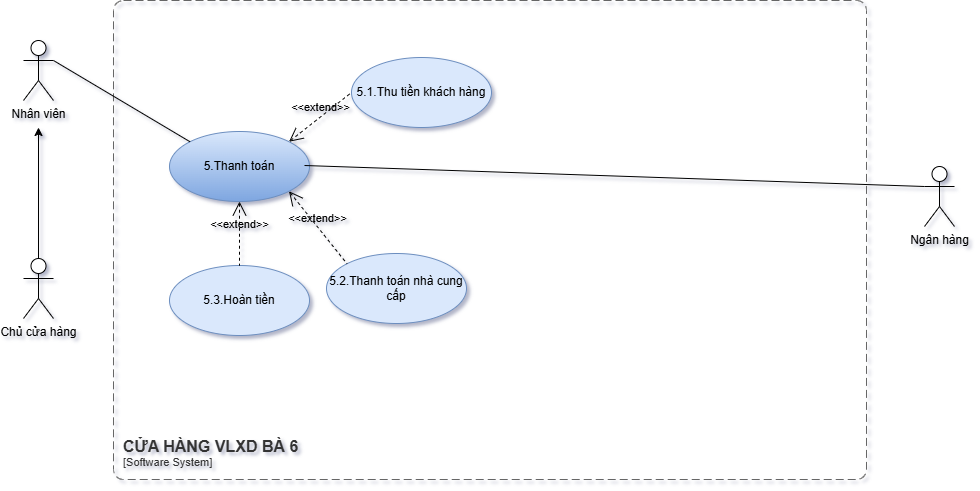 Nhân viên
5.1.Thu tiền khách hàng
<<extend>>
5.Thanh toán
Ngân hàng
<<extend>>
<<extend>>
5.3.Hoàn tiền
5.2.Thanh toán nhà cung
cấp
Chủ cửa hàng
CỬA HÀNG VLXD BÀ 6
[Software System]